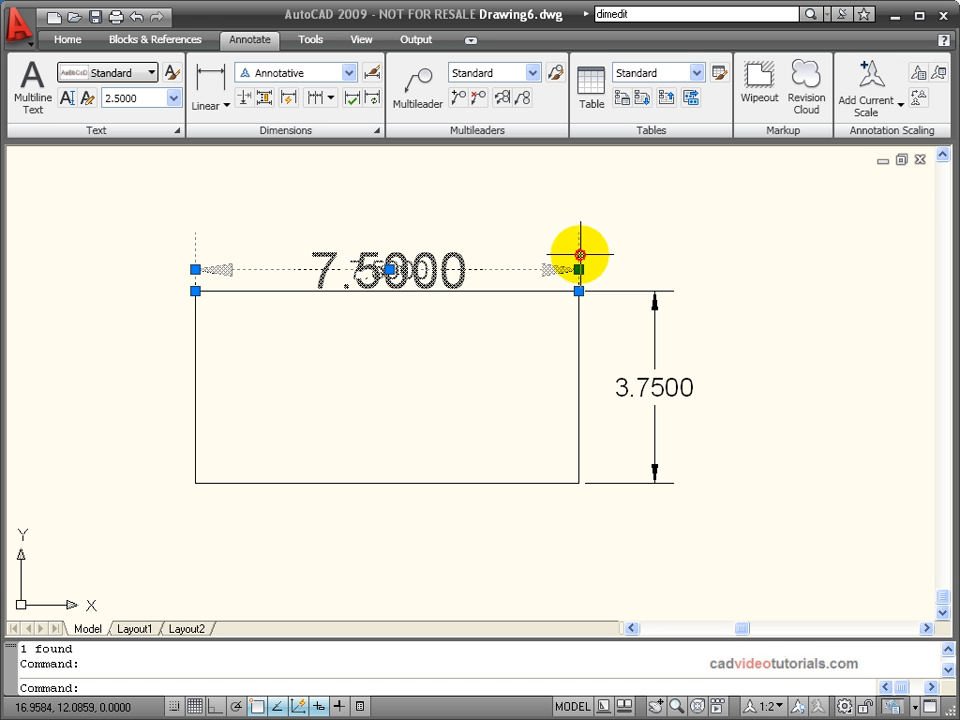 AutoCAD 2009 - NOT FOR RESALE Drawing6.dwg
dimedit
Home
Blocks & References
Annotate
Tools
View
Output
Standard
Multiline Text
2.5000
Text
Linear
Annotative
Dimensions
Multileader
Standard
Multileaders
Table
Standard
Tables
Wipeout
Revision Cloud
Markup
Add Current Scale
Annotation Scaling
7.5000
3.7500
Y
X
Model
Layout1
Layout2
1 found
Command:
cadvideotutorials.com
Command:
16.9584, 12.0859, 0.0000
MODEL
1:2